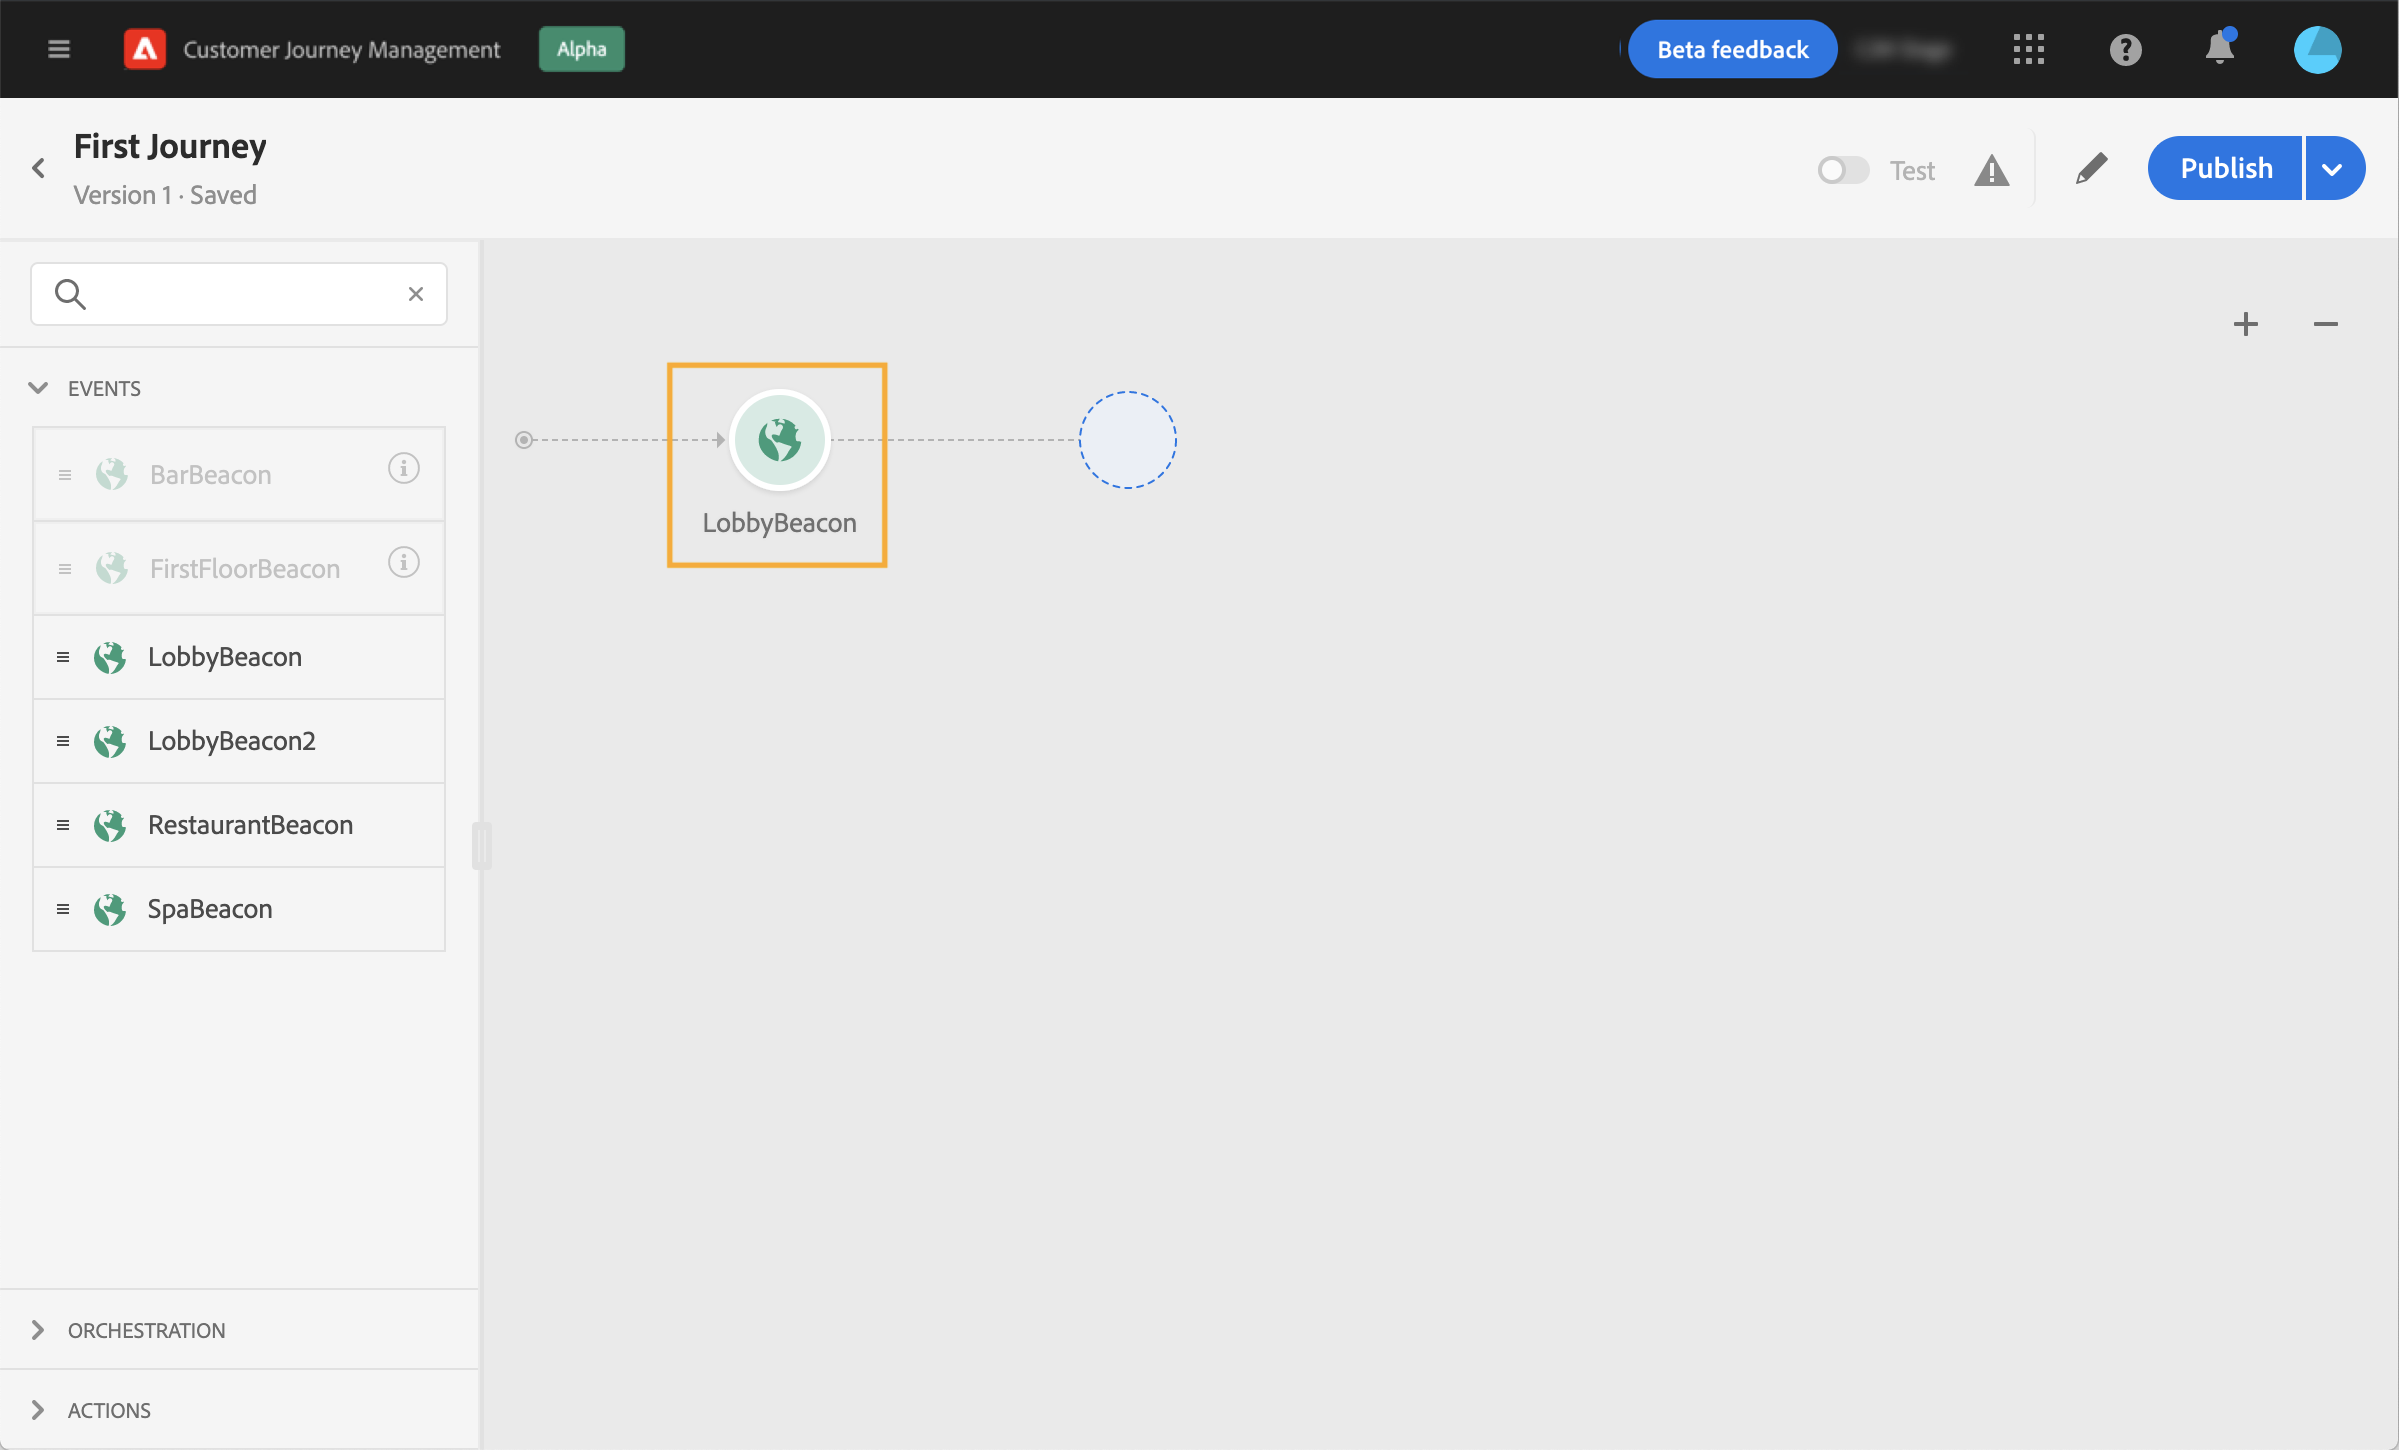 Customer Journey Management
Alpha
Beta feedback
First Journey
Version 1 · Saved
Test
Publish
EVENTS
BarBeacon
FirstFloorBeacon
LobbyBeacon
LobbyBeacon2
RestaurantBeacon
SpaBeacon
ORCHESTRATION
ACTIONS
LobbyBeacon